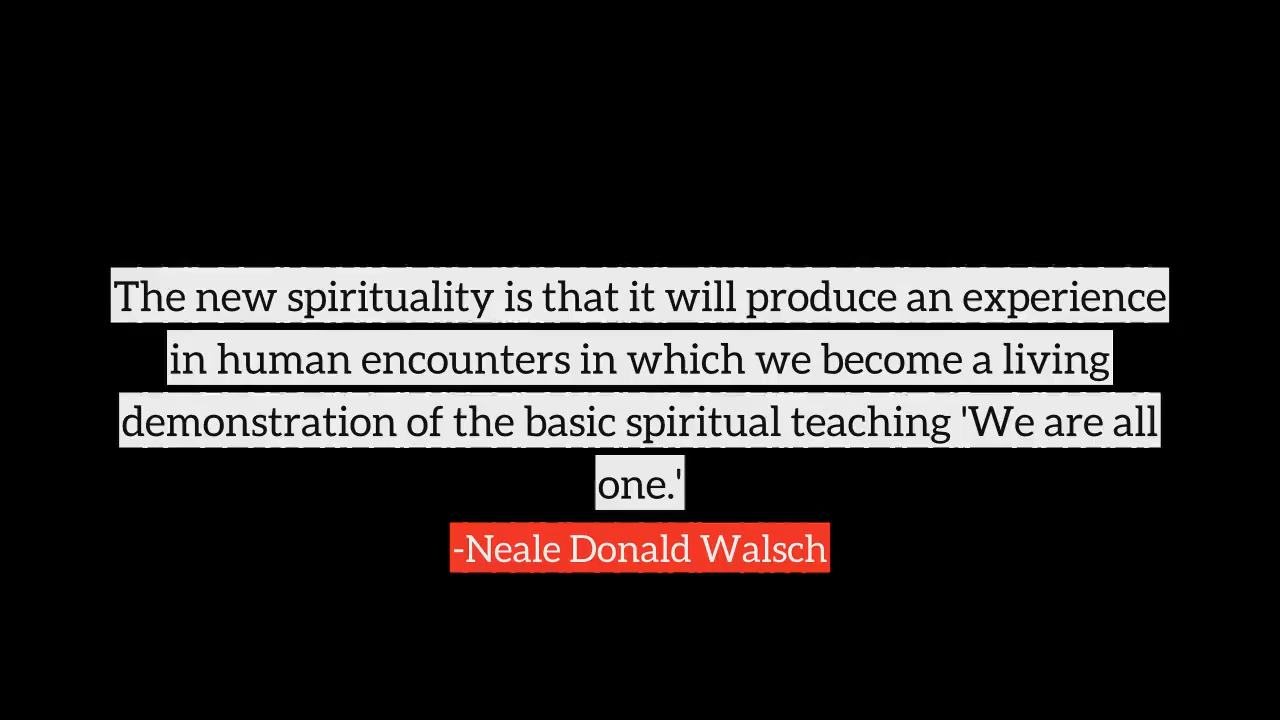 The new spirituality is that it will produce an experience
in human encounters in which we become a living
demonstration of the basic spiritual teaching 'We are all
one.'
-Neale Donald Walsch